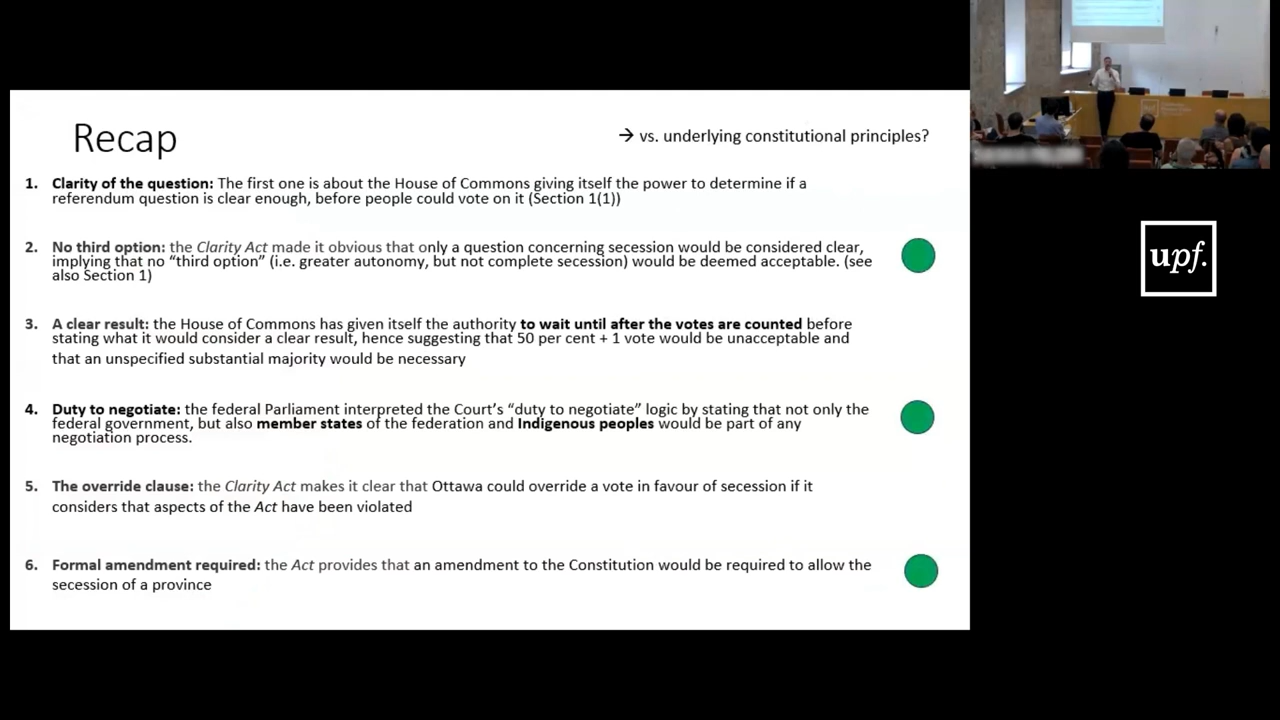 Recap
→ vs. underlying constitutional principles?
1. Clarity of the question: The first one is about the House of Commons giving itself the power to determine if a
referendum question is clear enough, before people could vote on it (Section 1(1))
2. No third option: the Clarity Act made it obvious that only a question concerning secession would be considered clear,
implying that no “third option” (i.e. greater autonomy, but not complete secession) would be deemed acceptable. (see
also Section 1)
3. A clear result: the House of Commons has given itself the authority to wait until after the votes are counted before
stating what it would consider a clear result, hence suggesting that 50 per cent + 1 vote would be unacceptable and
that an unspecified substantial majority would be necessary
4. Duty to negotiate: the federal Parliament interpreted the Court’s “duty to negotiate” logic by stating that not only the
federal government, but also member states of the federation and Indigenous peoples would be part of any
negotiation process.
5. The override clause: the Clarity Act makes it clear that Ottawa could override a vote in favour of secession if it
considers that aspects of the Act have been violated
6. Formal amendment required: the Act provides that an amendment to the Constitution would be required to allow the
secession of a province
upf.